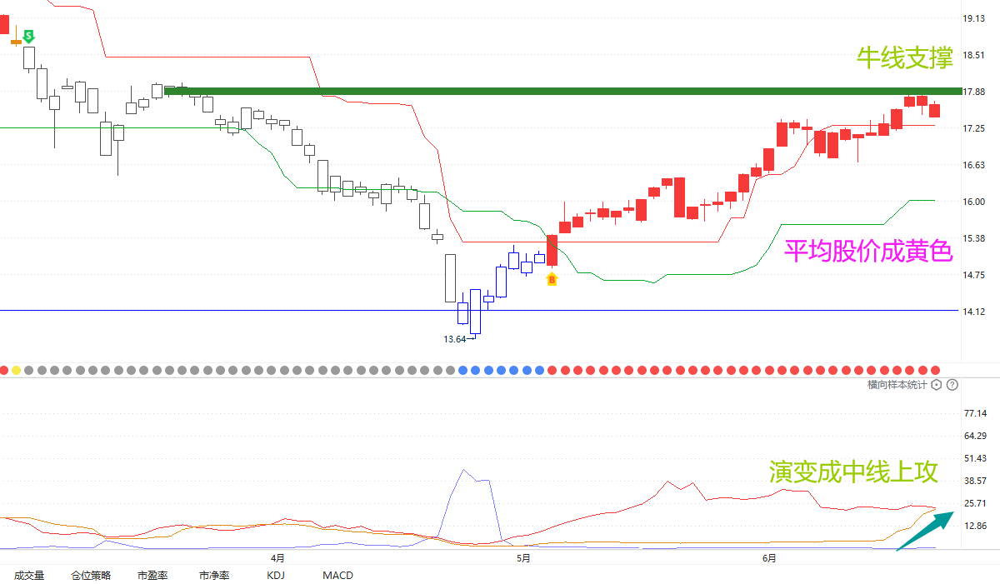 19.13
S
18.51
牛线支撑
17.88
17.25
16.63
16.00
15.38
平均股价成黄色
14.75
B
14.12
13.64
横向样本统计
?
77.14
64.29
51.43
演变成中线上攻
38.57
25.71
12.86
4月 5月 6月
成交量 仓位策略 市盈率 市净率 KDJ MACD